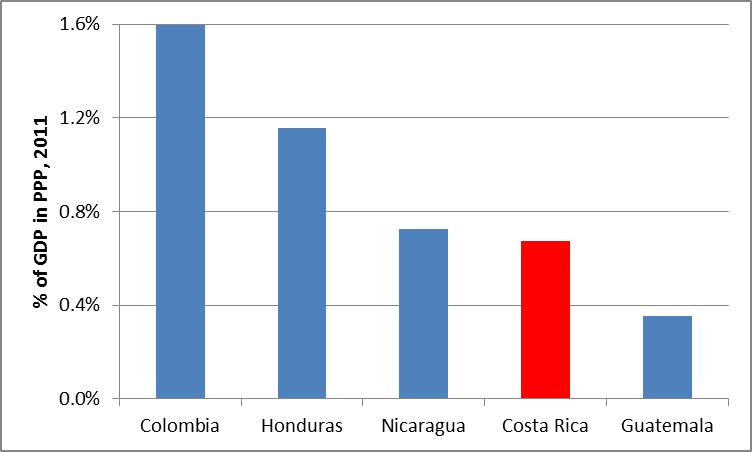 % of GDP in PPP, 2011
1.6%
1.2%
0.8%
0.4%
0.0%
Colombia Honduras Nicaragua Costa Rica Guatemala